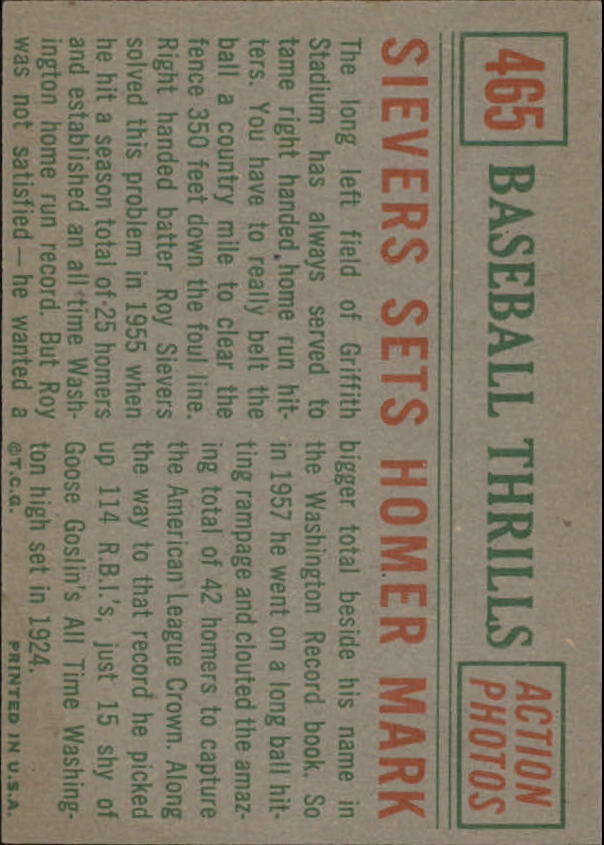 465
BASEBALL THRILLS
ACTION
PHOTOS
SIEVERS SETS HOMER MARK
The long left field of Griffith
Stadium has always served to
tame right handed home run hit-
ters. You have to really belt the
ball a country mile to clear the
fence 350 feet down the foul line.
Right handed batter Roy Sievers
solved this problem in 1955 when
he hit a season total of 25 homers
and established an all time Wash-
ington home run record. But Roy
was not satisfied — he wanted a
bigger total beside his name in
the Washington Record book. So
in 1957 he went on a long ball hit-
ting rampage and clouted the amaz-
ing total of 42 homers to capture
the American League Crown. Along
the way to that record he picked
up 114 R.B.I.'s, just 15 shy of
Goose Goslin's All Time Washing-
ton high set in 1924.
©T.C.G.
PRINTED IN U.S.A.